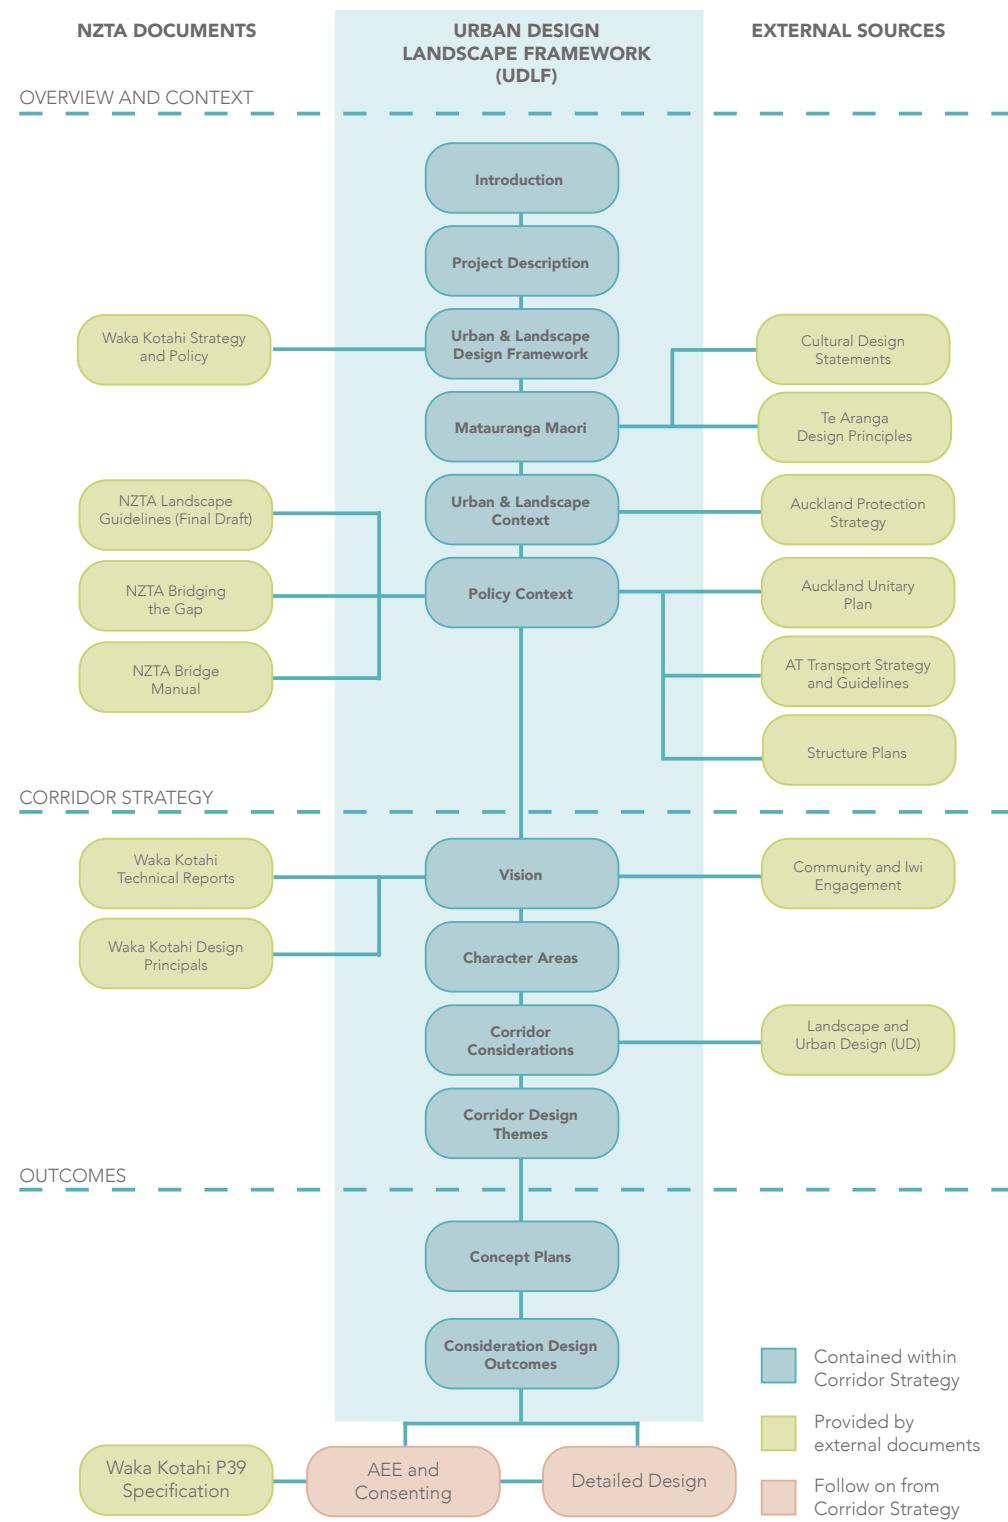 NZTA DOCUMENTS
URBAN DESIGN
LANDSCAPE FRAMEWORK
(UDLF)
EXTERNAL SOURCES
OVERVIEW AND CONTEXT
Introduction
Project Description
Waka Kotahi Strategy
and Policy
Urban & Landscape
Design Framework
Cultural Design
Statements
Matauranga Maori
Te Aranga
Design Principles
NZTA Landscape
Guidelines (Final Draft)
Urban & Landscape
Context
Auckland Protection
Strategy
NZTA Bridging
the Gap
Policy Context
Auckland Unitary
Plan
NZTA Bridge
Manual
AT Transport Strategy
and Guidelines
Structure Plans
CORRIDOR STRATEGY
Waka Kotahi
Technical Reports
Vision
Community and Iwi
Engagement
Waka Kotahi Design
Principals
Character Areas
Corridor
Considerations
Landscape and
Urban Design (UD)
Corridor Design
Themes
OUTCOMES
Concept Plans
Consideration Design
Outcomes
Contained within
Corridor Strategy
Provided by
external documents
Waka Kotahi P39
Specification
AEE and
Consenting
Detailed Design
Follow on from
Corridor Strategy